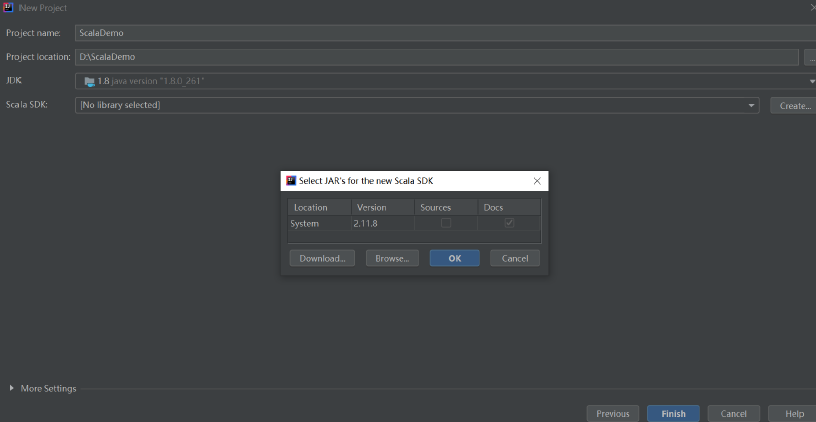 New Project
Project name: ScalaDemo
Project location: D:\ScalaDemo ...
JDK 1.8 java version "1.8.0_261"
Scala SDK: [No library selected] Create...
Select JAR's for the new Scala SDK
Location Version Sources Docs
System 2.11.8
Download... Browse... OK Cancel
More Settings
Previous Finish Cancel Help